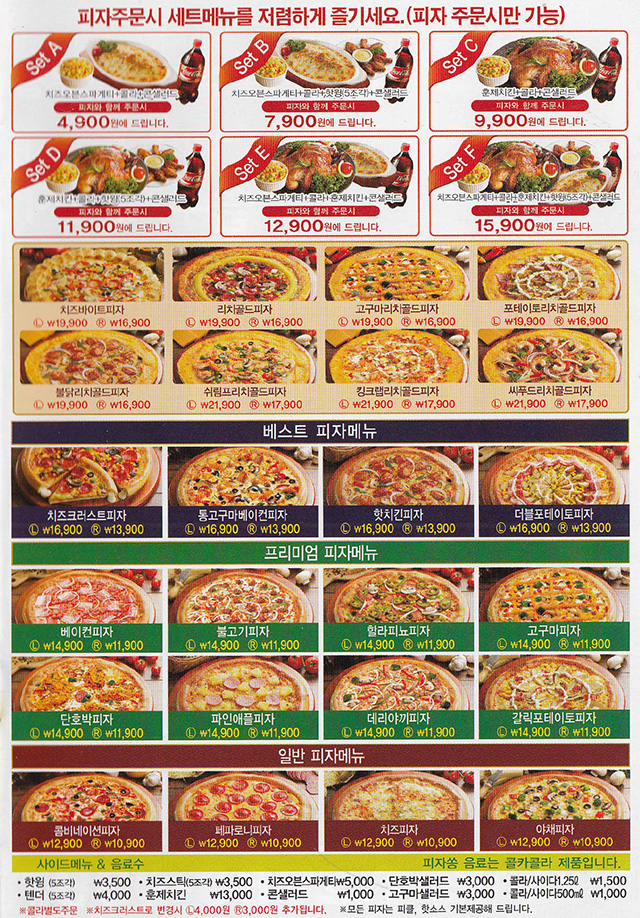 피자주문시 세트메뉴를 저렴하게 즐기세요.(피자 주문시만 가능)
Set A
치즈오븐스파게티+콜라+콘샐러드
피자와 함께 주문시
4,900원에 드립니다.
Set B
치즈오븐스파게티+콜라+핫윙(5조각)+콘샐러드
피자와 함께 주문시
7,900원에 드립니다.
Set C
훈제치킨+콜라+콘샐러드
피자와 함께 주문시
9,900원에 드립니다.
Set D
훈제치킨+콜라+핫윙(5조각)+콘샐러드
피자와 함께 주문시
11,900원에 드립니다.
Set E
치즈오븐스파게티+콜라+훈제치킨+콘샐러드
피자와 함께 주문시
12,900원에 드립니다.
Set F
치즈오븐스파게티+콜라+훈제치킨+핫윙(5조각)+콘샐러드
피자와 함께 주문시
15,900원에 드립니다.
치즈바이트피자 리치골드피자 고구마리치골드피자 포테이토리치골드피자
Ⓛ ₩19,900 Ⓡ ₩16,900 Ⓛ ₩19,900 Ⓡ ₩16,900 Ⓛ ₩19,900 Ⓡ ₩16,900 Ⓛ ₩19,900 Ⓡ ₩16,900
불닭리치골드피자 쉬림프리치골드피자 킹크랩리치골드피자 씨푸드리치골드피자
Ⓛ ₩19,900 Ⓡ ₩16,900 Ⓛ ₩21,900 Ⓡ ₩17,900 Ⓛ ₩21,900 Ⓡ ₩17,900 Ⓛ ₩21,900 Ⓡ ₩17,900
베스트 피자메뉴
치즈크러스트피자 통고구마베이컨피자 핫치킨피자 더블포테이토피자
Ⓛ ₩16,900 Ⓡ ₩13,900 Ⓛ ₩16,900 Ⓡ ₩13,900 Ⓛ ₩16,900 Ⓡ ₩13,900 Ⓛ ₩16,900 Ⓡ ₩13,900
프리미엄 피자메뉴
베이컨피자 불고기피자 할라피뇨피자 고구마피자
Ⓛ ₩14,900 Ⓡ ₩11,900 Ⓛ ₩14,900 Ⓡ ₩11,900 Ⓛ ₩14,900 Ⓡ ₩11,900 Ⓛ ₩14,900 Ⓡ ₩11,900
단호박피자 파인애플피자 데리야끼피자 갈릭포테이토피자
Ⓛ ₩14,900 Ⓡ ₩11,900 Ⓛ ₩14,900 Ⓡ ₩11,900 Ⓛ ₩14,900 Ⓡ ₩11,900 Ⓛ ₩14,900 Ⓡ ₩11,900
일반 피자메뉴
콤비네이션피자 페파로니피자 치즈피자 야채피자
Ⓛ ₩12,900 Ⓡ ₩10,900 Ⓛ ₩12,900 Ⓡ ₩10,900 Ⓛ ₩12,900 Ⓡ ₩10,900 Ⓛ ₩12,900 Ⓡ ₩10,900
사이드메뉴 & 음료수 피자쏭 음료는 콜카콜라 제품입니다.
· 핫윙 (5조각) ₩3,500 · 치즈스틱(5조각) ₩3,500 · 치즈오븐스파게티₩5,000 · 단호박샐러드 ₩3,000 · 콜라/사이다1.25ℓ ₩1,500
· 텐더 (5조각) ₩4,000 · 훈제치킨 ₩13,000 · 콘샐러드 ₩1,000 · 고구마샐러드 ₩3,000 · 콜라/사이다500㎖ ₩1,000
※콜라별도주문 ※치즈크러스트로 변경시 Ⓛ4,000원 Ⓡ3,000원 추가됩니다. ※모든 피자는 피클, 핫소스 기본제공해 드립니다.